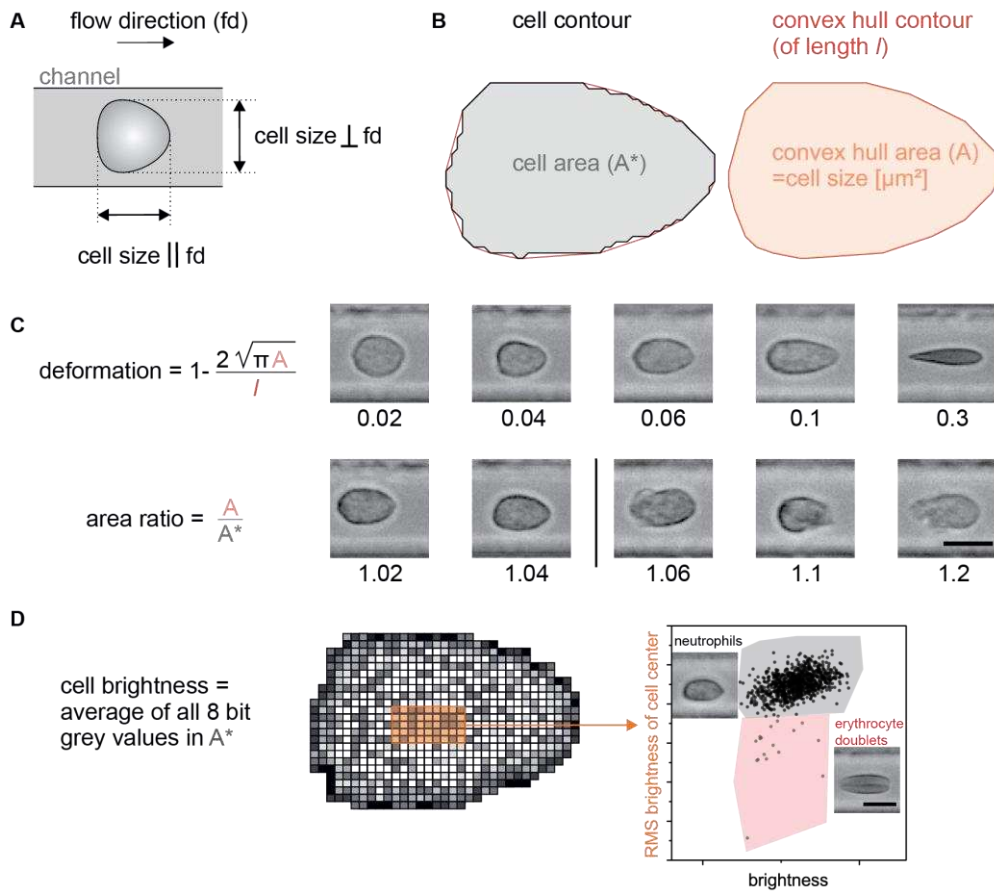 A
flow direction (fd)
channel
cell size ⊥ fd
cell size || fd
B
cell contour
convex hull contour
(of length l)
cell area (A*)
convex hull area (A)
=cell size [µm²]
C
deformation = 1- 2 √π A / l
0.02
0.04
0.06
0.1
0.3
area ratio = A / A*
1.02
1.04
1.06
1.1
1.2
D
cell brightness =
average of all 8 bit
grey values in A*
RMS brightness of cell center
neutrophils
erythrocyte
doublets
brightness